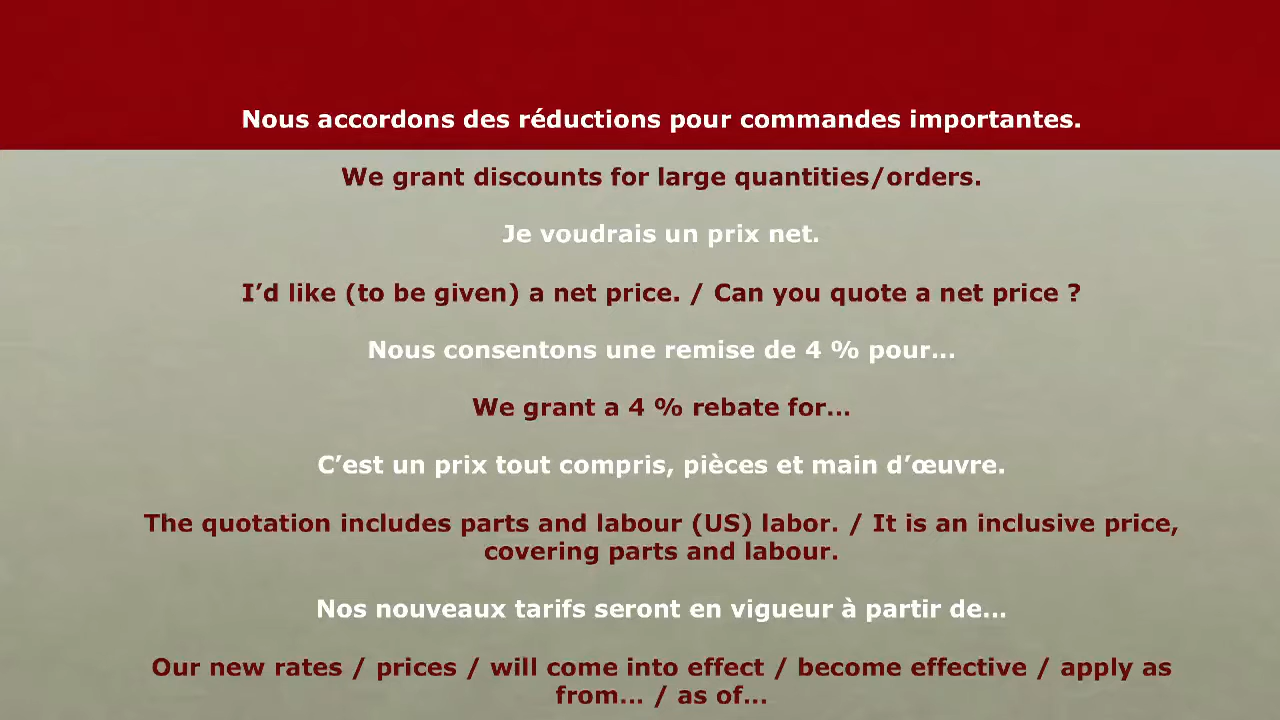 Nous accordons des réductions pour commandes importantes.
We grant discounts for large quantities/orders.
Je voudrais un prix net.
I’d like (to be given) a net price. / Can you quote a net price ?
Nous consentons une remise de 4 % pour…
We grant a 4 % rebate for…
C’est un prix tout compris, pièces et main d’œuvre.
The quotation includes parts and labour (US) labor. / It is an inclusive price,
covering parts and labour.
Nos nouveaux tarifs seront en vigueur à partir de…
Our new rates / prices / will come into effect / become effective / apply as
from… / as of…